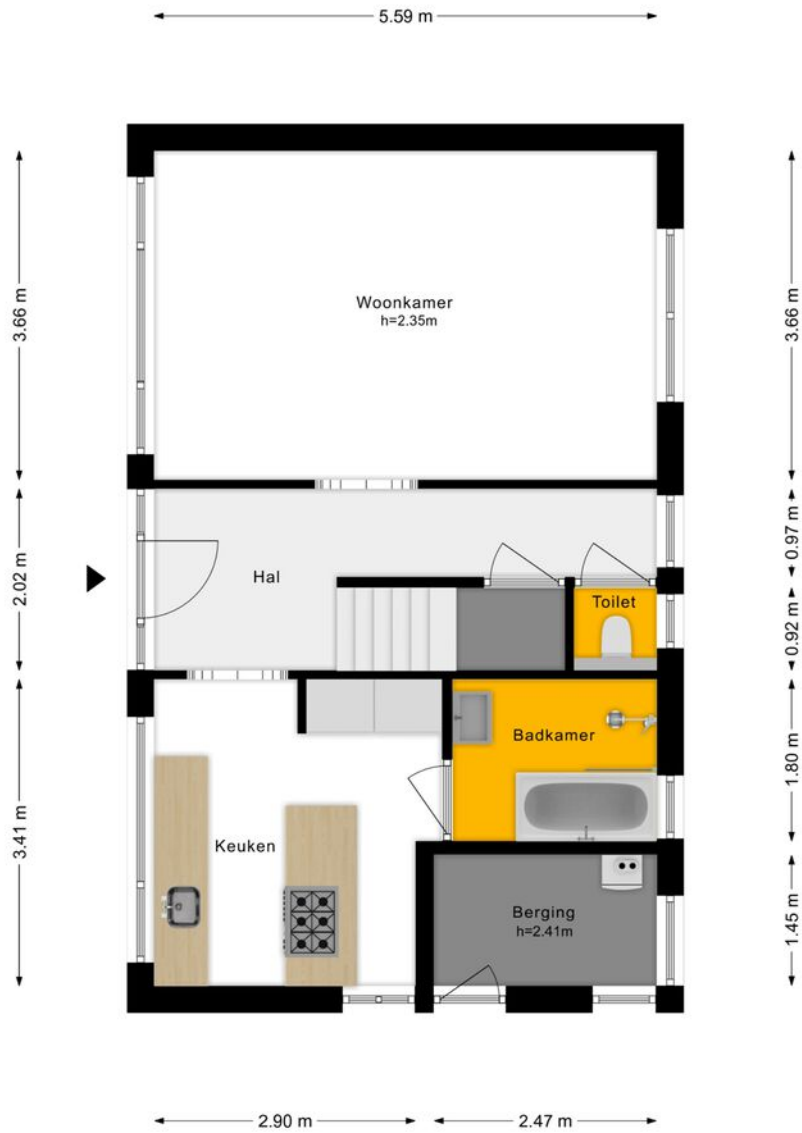 5.59 m
3.66 m
3.66 m
Woonkamer
h=2.35m
2.02 m
0.97 m
Hal
Toilet
0.92 m
3.41 m
Badkamer
1.80 m
Keuken
Berging
h=2.41m
1.45 m
2.90 m
2.47 m